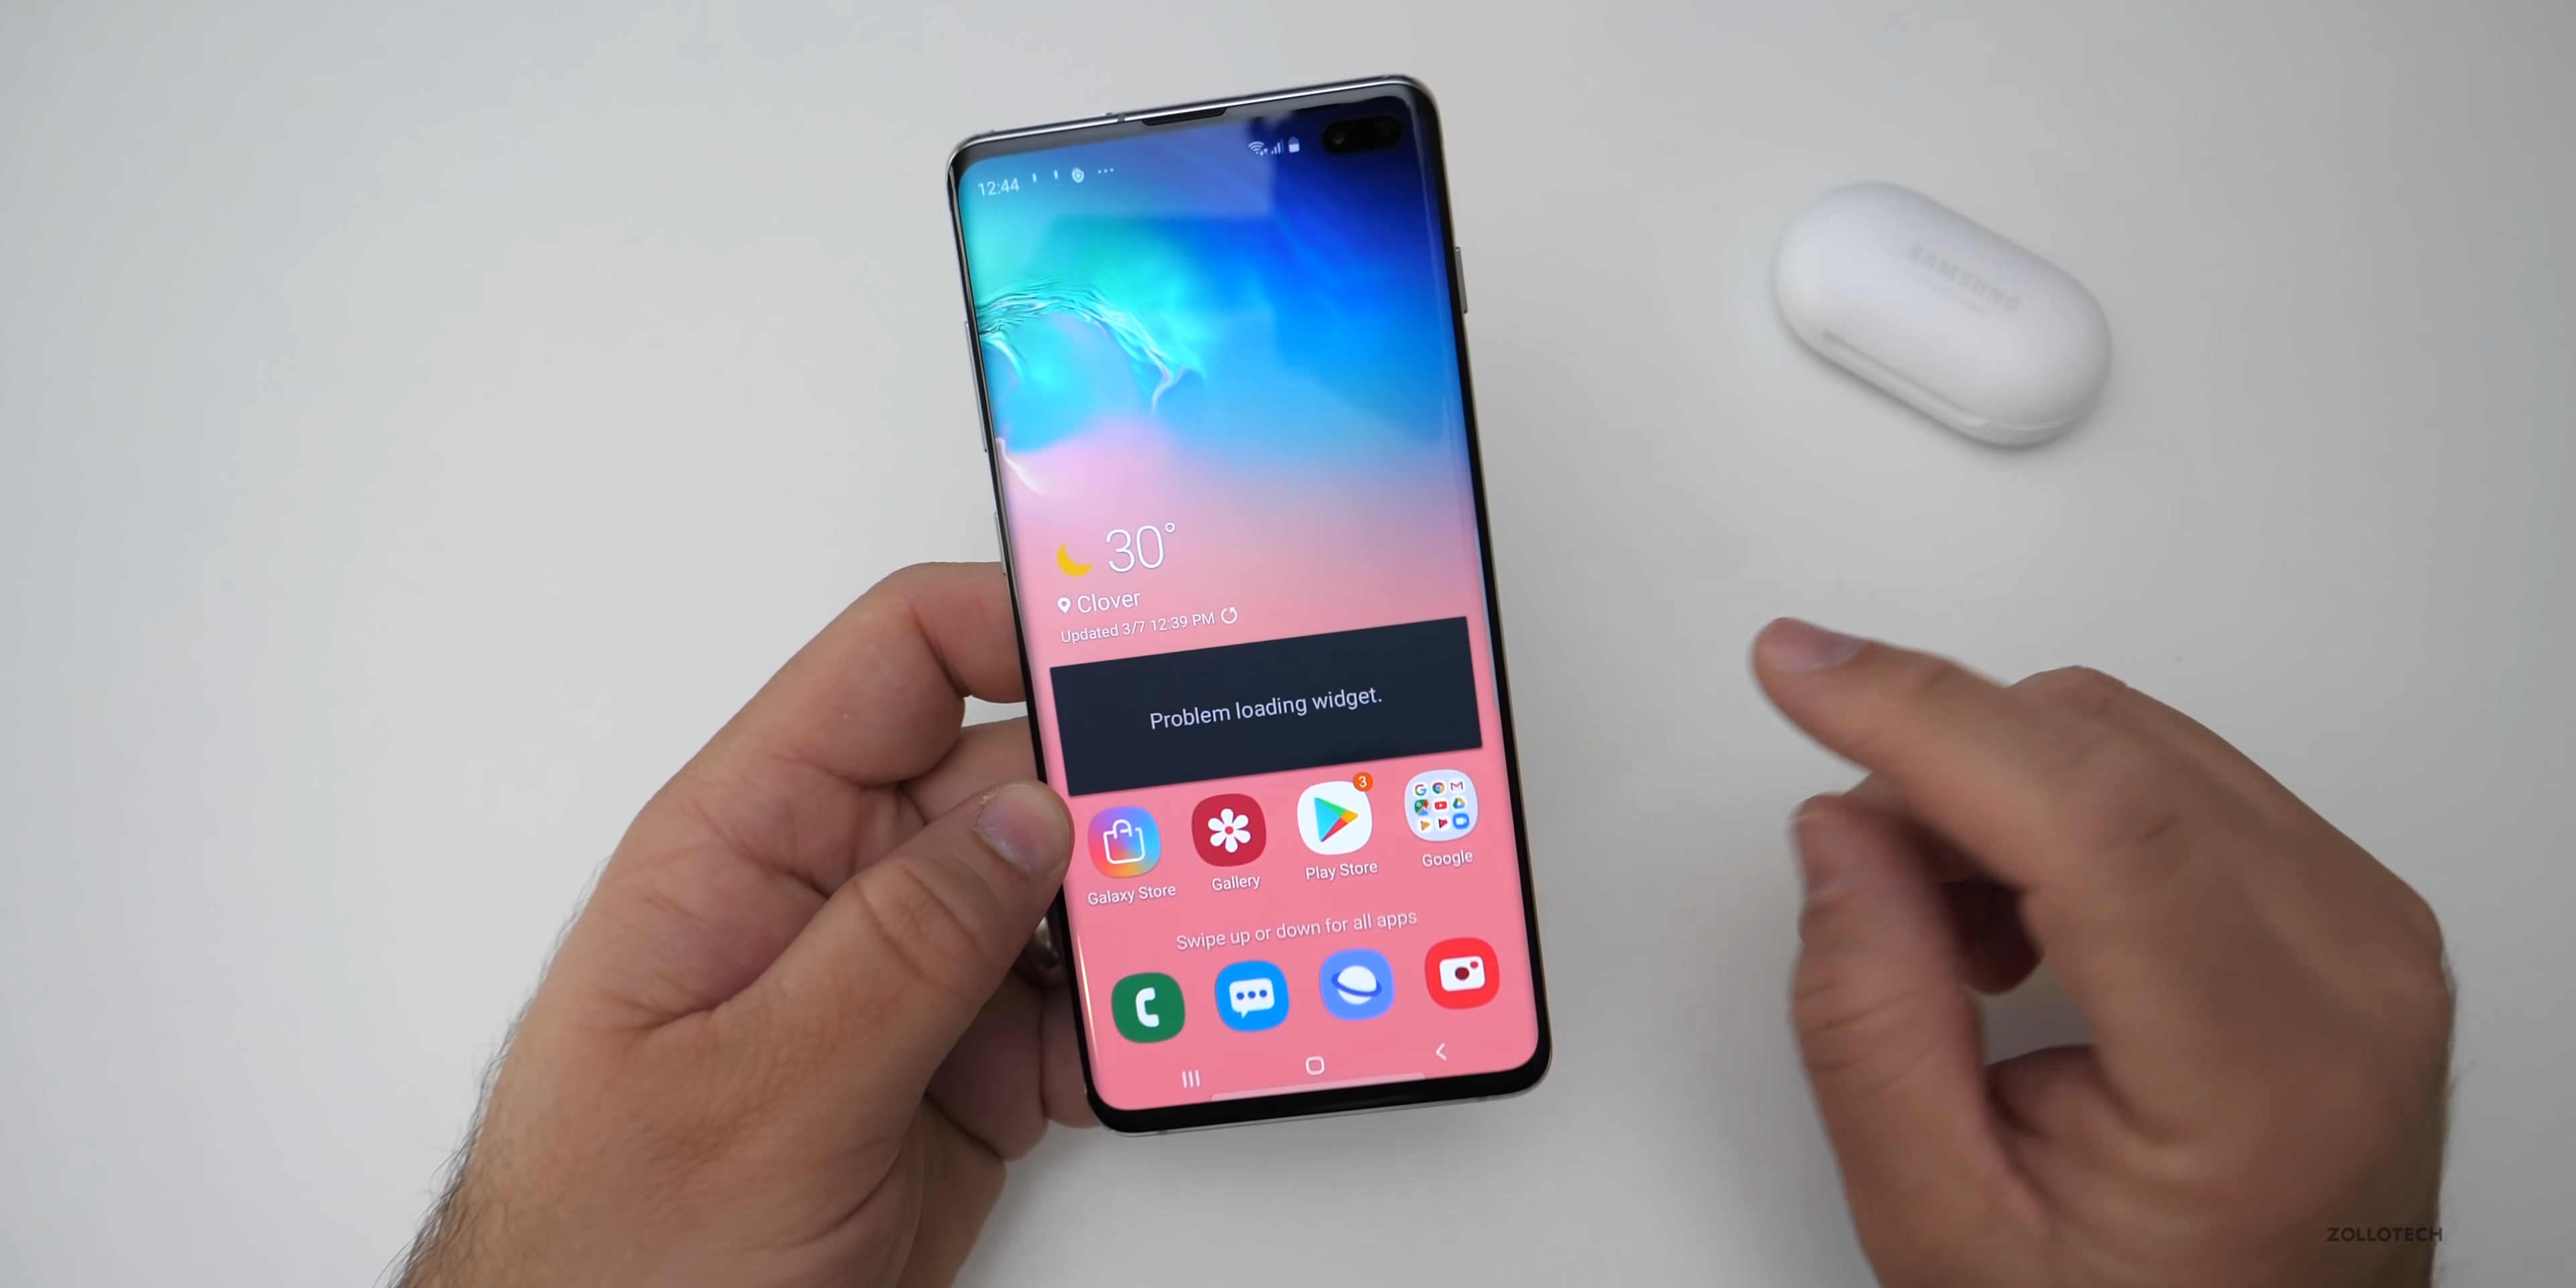 12:44
30°
Clover
Updated 3/7 12:39 PM
Problem loading widget.
3
Galaxy Store
Gallery
Play Store
Google
Swipe up or down for all apps
SAMSUNG
ZOLLOTECH